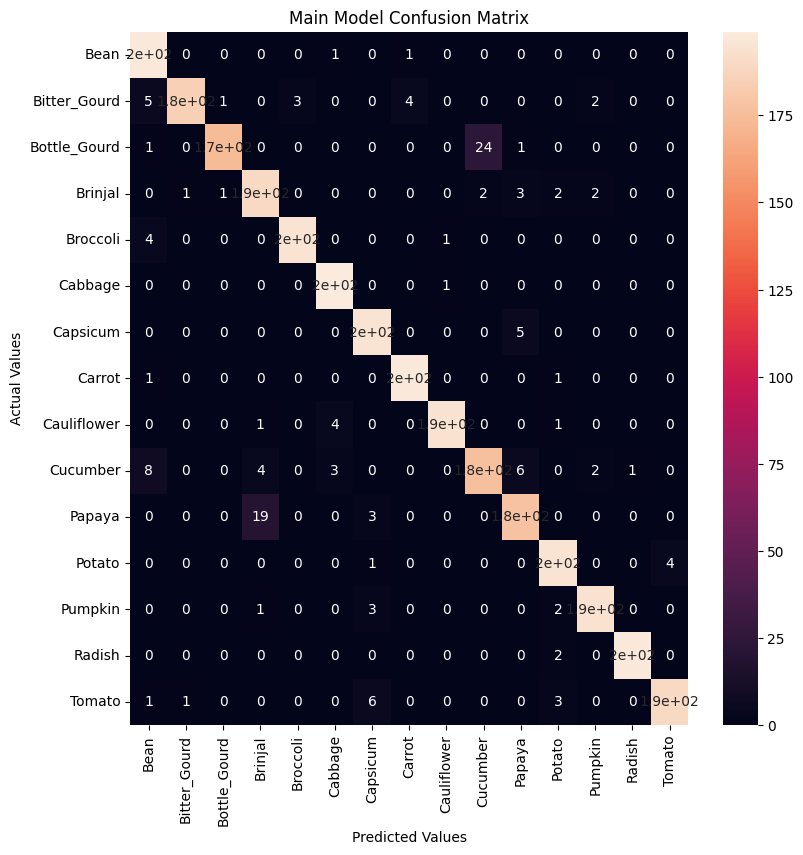 Main Model Confusion Matrix
Bean 2e+02 0 0 0 0 1 0 1 0 0 0 0 0 0 0
Bitter_Gourd 5 1.8e+02 1 0 3 0 0 4 0 0 0 0 2 0 0
Bottle_Gourd 1 0 1.7e+02 0 0 0 0 0 0 24 1 0 0 0 0
Brinjal 0 1 1 1.9e+02 0 0 0 0 0 2 3 2 2 0 0
Broccoli 4 0 0 0 2e+02 0 0 0 1 0 0 0 0 0 0
Cabbage 0 0 0 0 0 2e+02 0 0 1 0 0 0 0 0 0
Capsicum 0 0 0 0 0 0 2e+02 0 0 0 5 0 0 0 0
Carrot 1 0 0 0 0 0 0 2e+02 0 0 0 1 0 0 0
Cauliflower 0 0 0 1 0 4 0 0 1.9e+02 0 0 1 0 0 0
Cucumber 8 0 0 4 0 3 0 0 0 1.8e+02 6 0 2 1 0
Papaya 0 0 0 19 0 0 3 0 0 0 1.8e+02 0 0 0 0
Potato 0 0 0 0 0 0 1 0 0 0 0 2e+02 0 0 4
Pumpkin 0 0 0 1 0 0 3 0 0 0 0 2 1.9e+02 0 0
Radish 0 0 0 0 0 0 0 0 0 0 0 2 0 2e+02 0
Tomato 1 1 0 0 0 0 6 0 0 0 0 3 0 0 1.9e+02
Bean Bitter_Gourd Bottle_Gourd Brinjal Broccoli Cabbage Capsicum Carrot Cauliflower Cucumber Papaya Potato Pumpkin Radish Tomato
Predicted Values
Actual Values
175
150
125
100
75
50
25
0